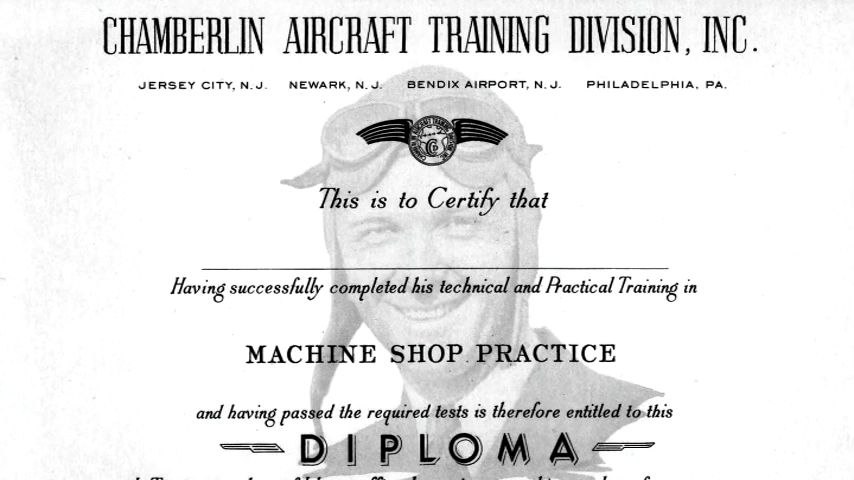 CHAMBERLIN AIRCRAFT TRAINING DIVISION, INC.
JERSEY CITY, N.J. NEWARK, N.J. BENDIX AIRPORT, N.J. PHILADELPHIA, PA.
This is to Certify that
Having successfully completed his technical and Practical Training in
MACHINE SHOP PRACTICE
and having passed the required tests is therefore entitled to this
DIPLOMA